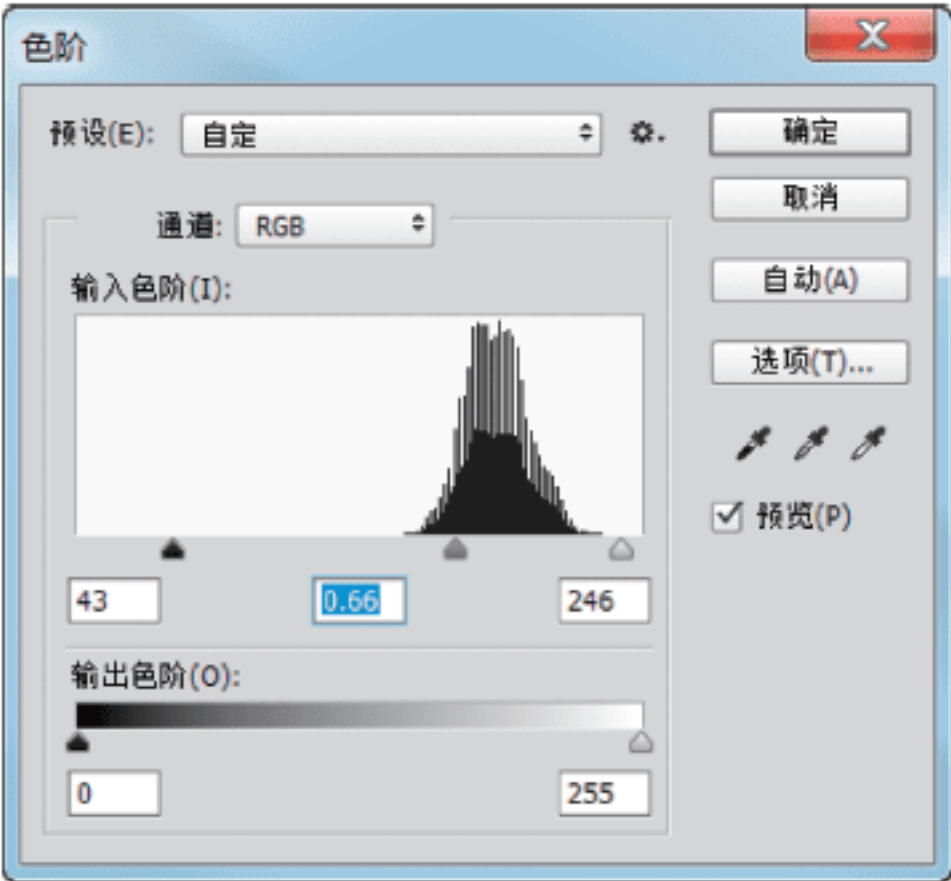 色阶
预设(E): 自定
确定
取消
通道: RGB
自动(A)
输入色阶(I):
选项(T)...
预览(P)
43 0.66 246
输出色阶(O):
0 255